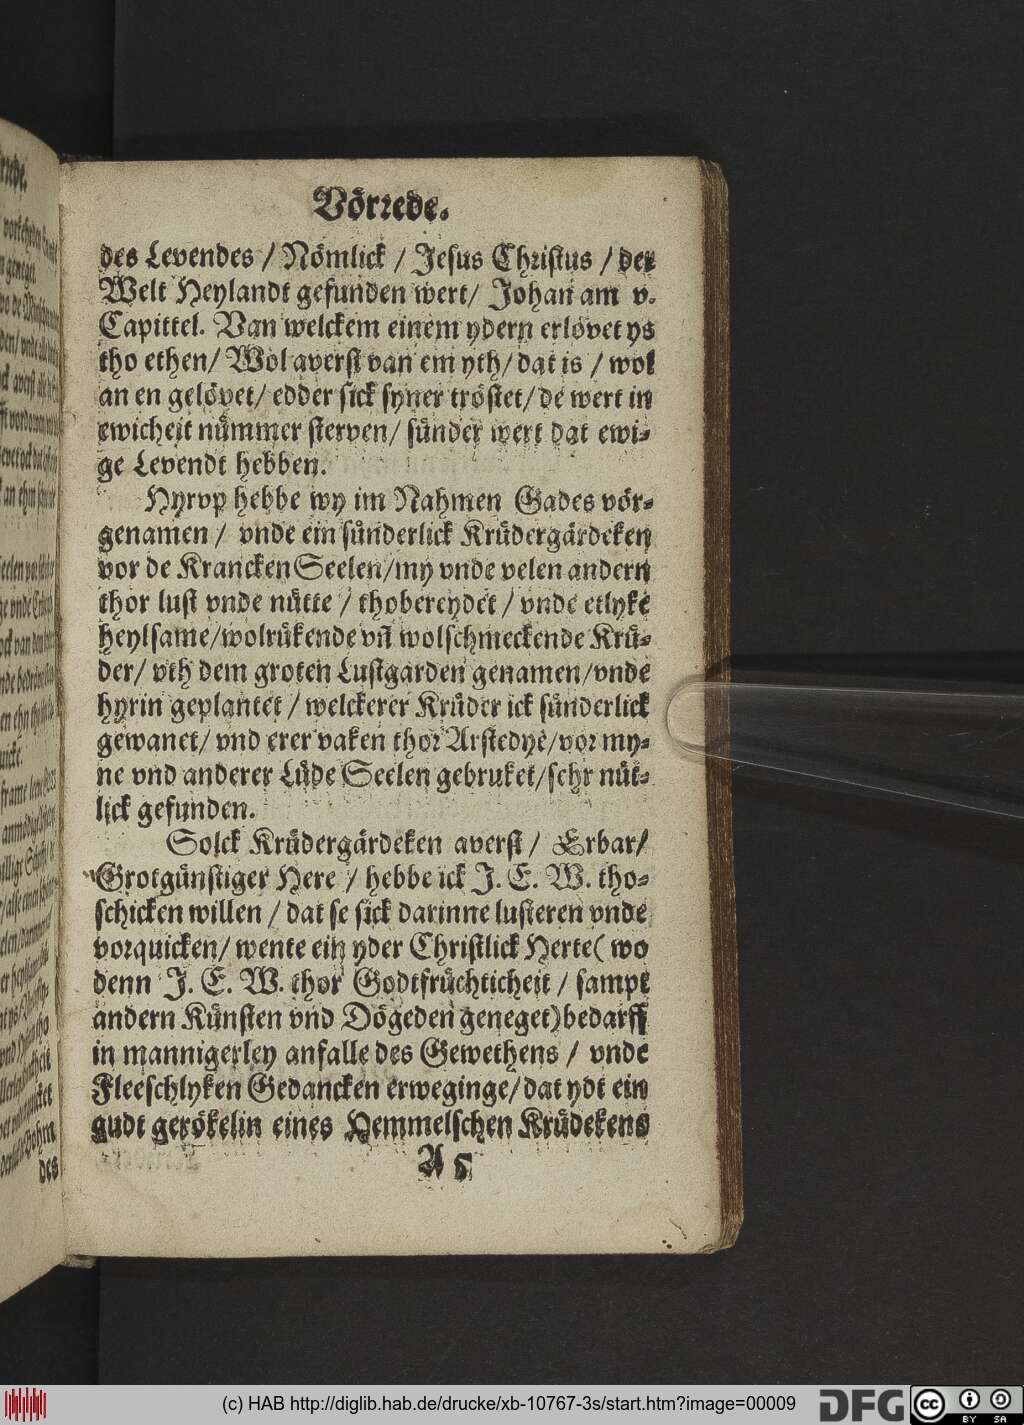 Vörrede.
des Levendes / Nömlick / Jesus Christus / der
Welt Heylandt gefunden wert / Johan am v.
Capittel. Van welckem einem ydern erlövet ys
tho ethen / Wol averst van em yth / dat is / wol
an en gelövet / edder sick syner tröstet / de wert in
ewicheit nümmer sterven / sünder wert dat ewi-
ge Levendt hebben.
Hyrvp hebbe wy im Nahmen Gades vör-
genamen / vnde ein sünderlick Krüdergärdeken
vor de Krancken Seelen / my vnde velen andern
thor lust vnde nütte / thobereydet / vnde etlyke
heylsame / wolrükende vñ wolschmeckende Krü-
der / vth dem groten Lustgarden genamen / vnde
hyrin geplantet / welckerer Krüder ick sünderlick
gewanet / vnd erer vaken thor Arstedye / vor my-
ne vnd anderer Lüde Seelen gebruket / sehr nüt-
lick gefunden.
Solck Krüdergärdeken averst / Erbar /
Grotgünstiger Here / hebbe ick J. E. W. tho-
schicken willen / dat se sick darinne lusteren vnde
vorquicken / wente ein yder Christlick Herte ( wo
denn J. E. W. thor Godtfrüchticheit / sampt
andern Künsten vnd Dögeden geneget ) bedarff
in mannigerley anfalle des Gewethens / vnde
Fleeschlyken Gedancken erweginge / dat ydt ein
gudt gerökelin eines Hemmelschen Krüdekens
A 5
des
(c) HAB http://diglib.hab.de/drucke/xb-10767-3s/start.htm?image=00009
DFG
cc BY SA